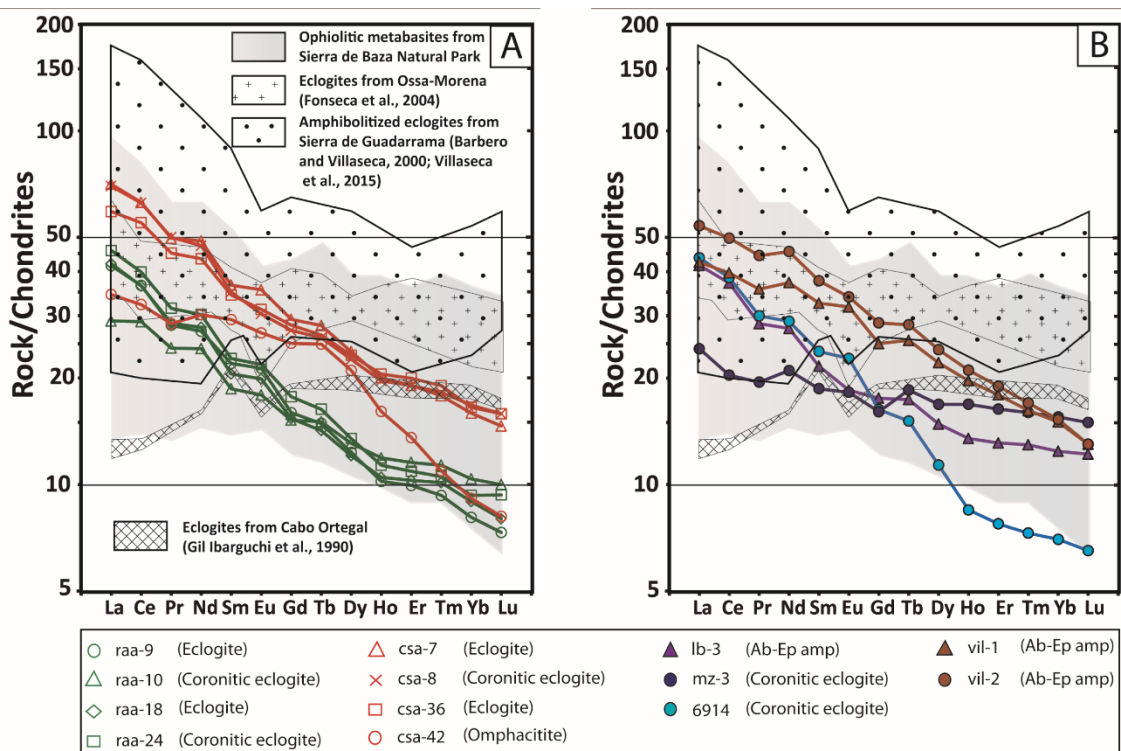 200
150
100
50
40
30
20
10
5
Rock/Chondrites
A
Ophiolitic metabasites from
Sierra de Baza Natural Park
Eclogites from Ossa-Morena
(Fonseca et al., 2004)
Amphibolitized eclogites from
Sierra de Guadarrama (Barbero
and Villaseca, 2000; Villaseca
et al., 2015)
Eclogites from Cabo Ortegal
(Gil Ibarguchi et al., 1990)
La Ce Pr Nd Sm Eu Gd Tb Dy Ho Er Tm Yb Lu
200
150
100
50
40
30
20
10
5
Rock/Chondrites
B
La Ce Pr Nd Sm Eu Gd Tb Dy Ho Er Tm Yb Lu
raa-9 (Eclogite)
raa-10 (Coronitic eclogite)
raa-18 (Eclogite)
raa-24 (Coronitic eclogite)
csa-7 (Eclogite)
csa-8 (Coronitic eclogite)
csa-36 (Eclogite)
csa-42 (Omphacitite)
lb-3 (Ab-Ep amp)
mz-3 (Coronitic eclogite)
6914 (Coronitic eclogite)
vil-1 (Ab-Ep amp)
vil-2 (Ab-Ep amp)